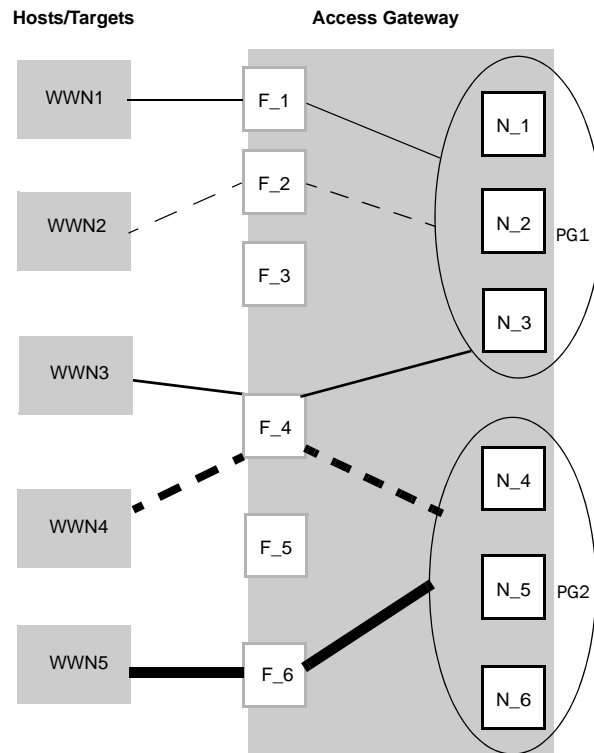 Hosts/Targets
Access Gateway
WWN1
WWN2
WWN3
WWN4
WWN5
F_1
F_2
F_3
F_4
F_5
F_6
N_1
N_2
N_3
PG1
N_4
N_5
N_6
PG2